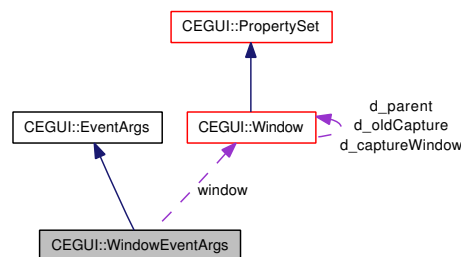 CEGUI::PropertySet
d_parent
d_oldCapture
d_captureWindow
CEGUI::EventArgs
CEGUI::Window
window
CEGUI::WindowEventArgs